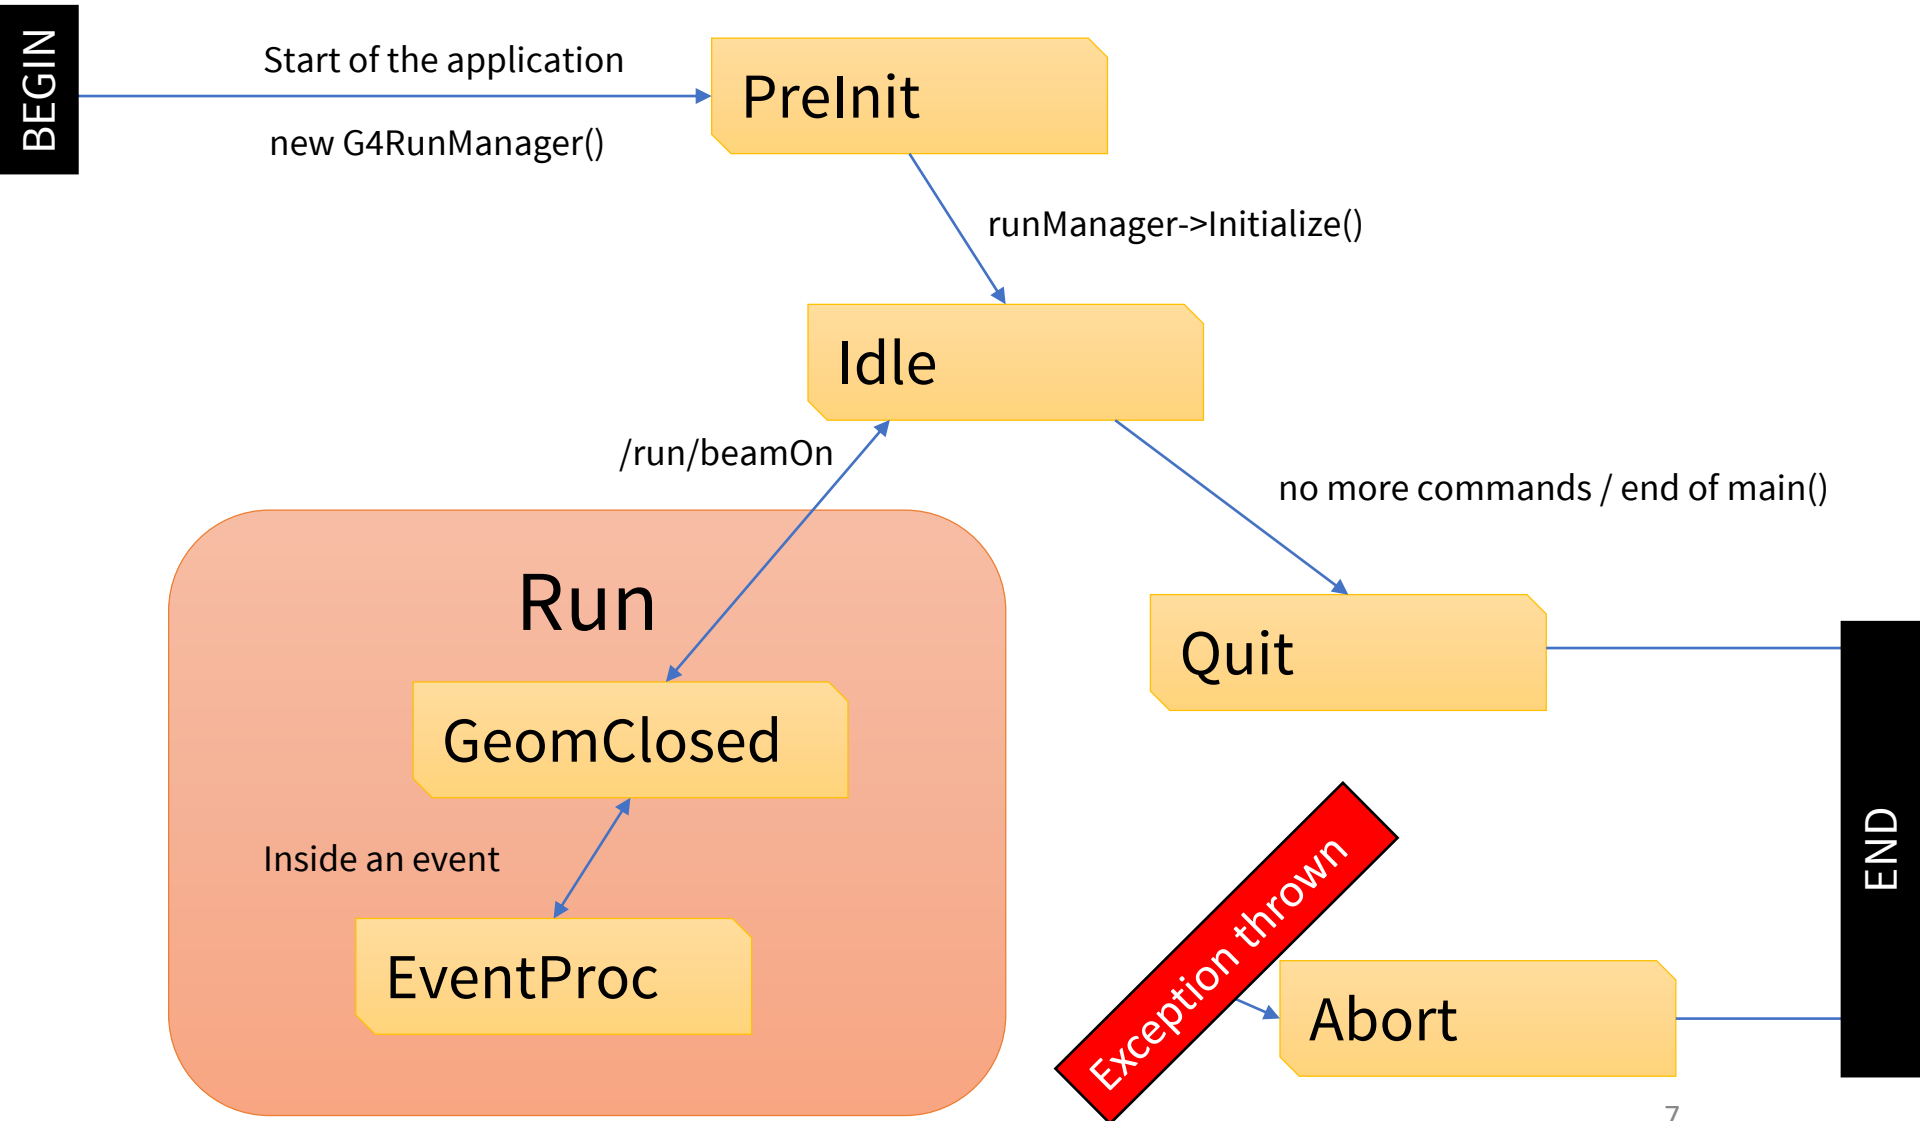 BEGIN
Start of the application
new G4RunManager()
PreInit
runManager->Initialize()
Idle
/run/beamOn
no more commands / end of main()
Run
Quit
GeomClosed
Inside an event
EventProc
Exception thrown
Abort
END
7